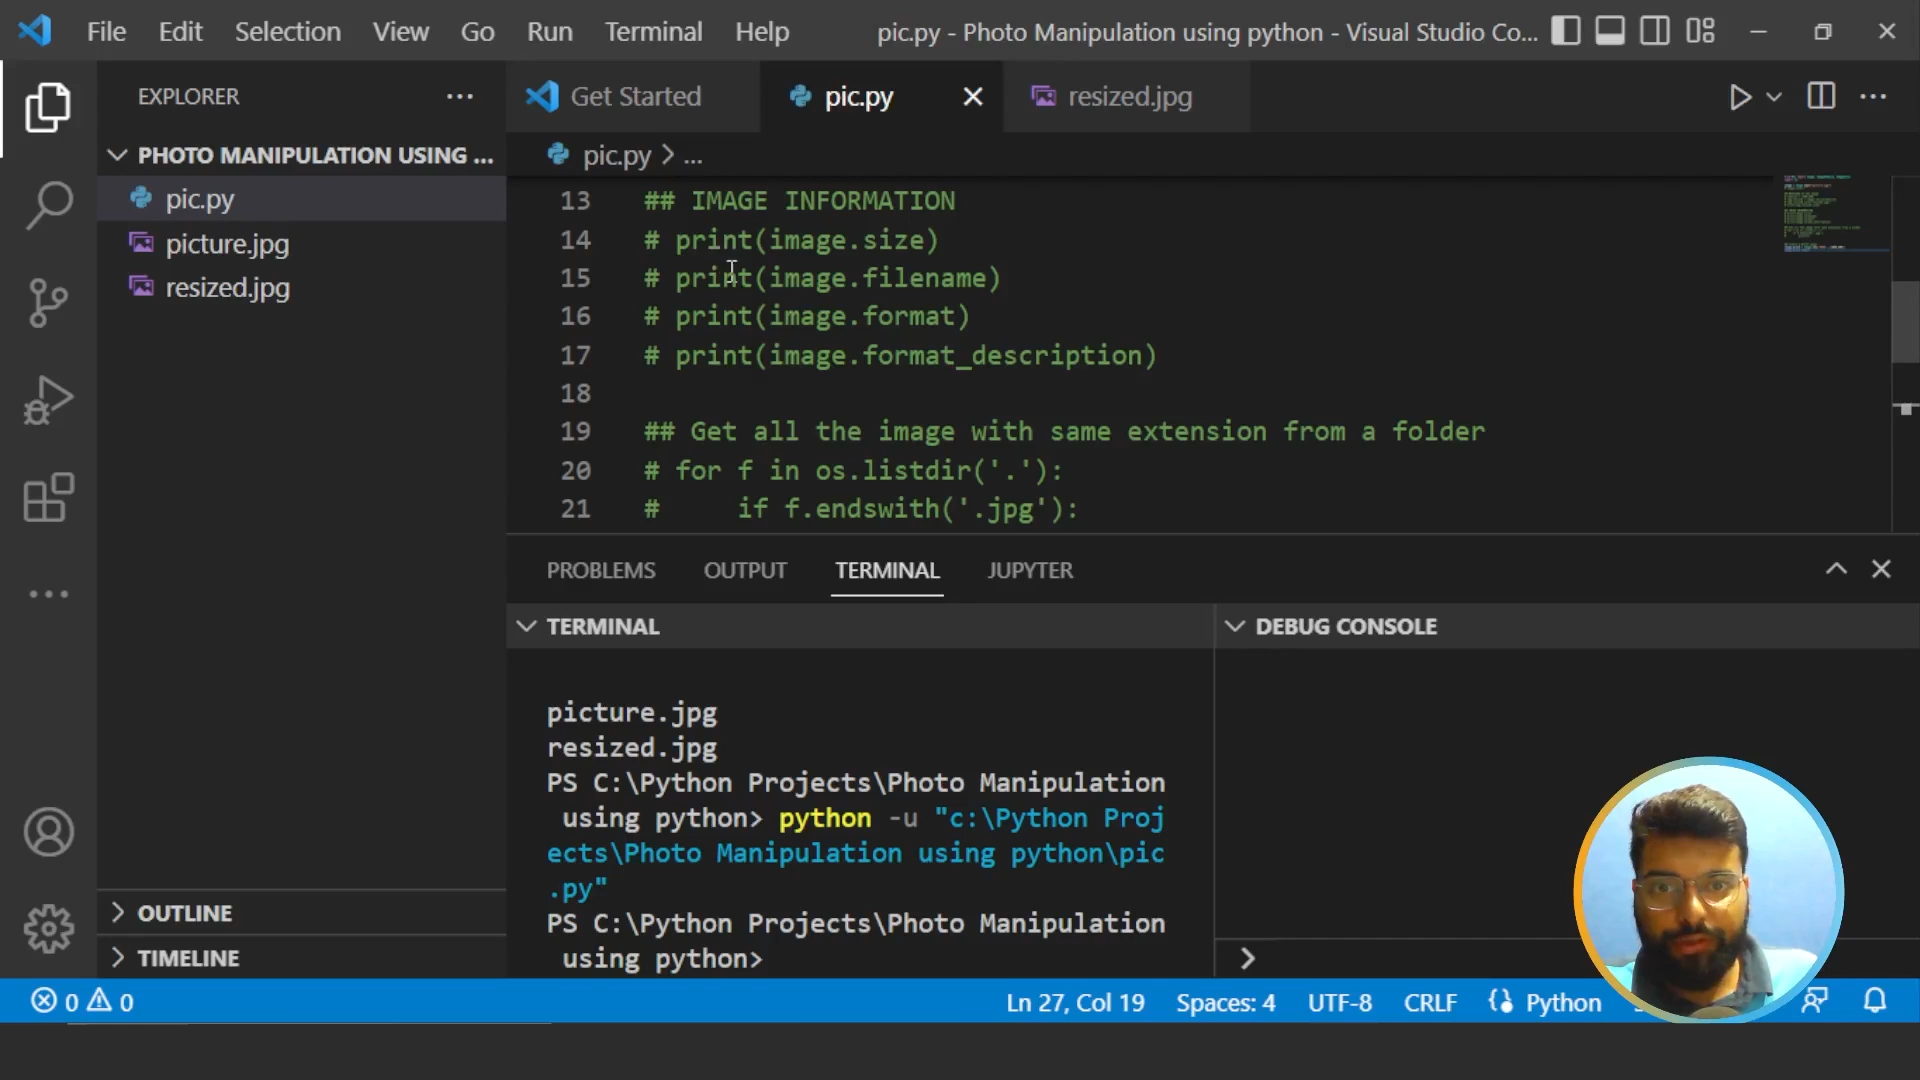 File Edit Selection View Go Run Terminal Help pic.py - Photo Manipulation using python - Visual Studio Co...
EXPLORER ...
Get Started pic.py resized.jpg
PHOTO MANIPULATION USING ...
pic.py > ...
pic.py
picture.jpg
resized.jpg
13 ## IMAGE INFORMATION
14 # print(image.size)
15 # print(image.filename)
16 # print(image.format)
17 # print(image.format_description)
18
19 ## Get all the image with same extension from a folder
20 # for f in os.listdir('.'):
21 #     if f.endswith('.jpg'):
PROBLEMS OUTPUT TERMINAL JUPYTER
TERMINAL
DEBUG CONSOLE
picture.jpg
resized.jpg
PS C:\Python Projects\Photo Manipulation
using python> python -u "c:\Python Proj
ects\Photo Manipulation using python\pic
.py"
PS C:\Python Projects\Photo Manipulation
using python>
OUTLINE
TIMELINE
0 0 Ln 27, Col 19 Spaces: 4 UTF-8 CRLF Python